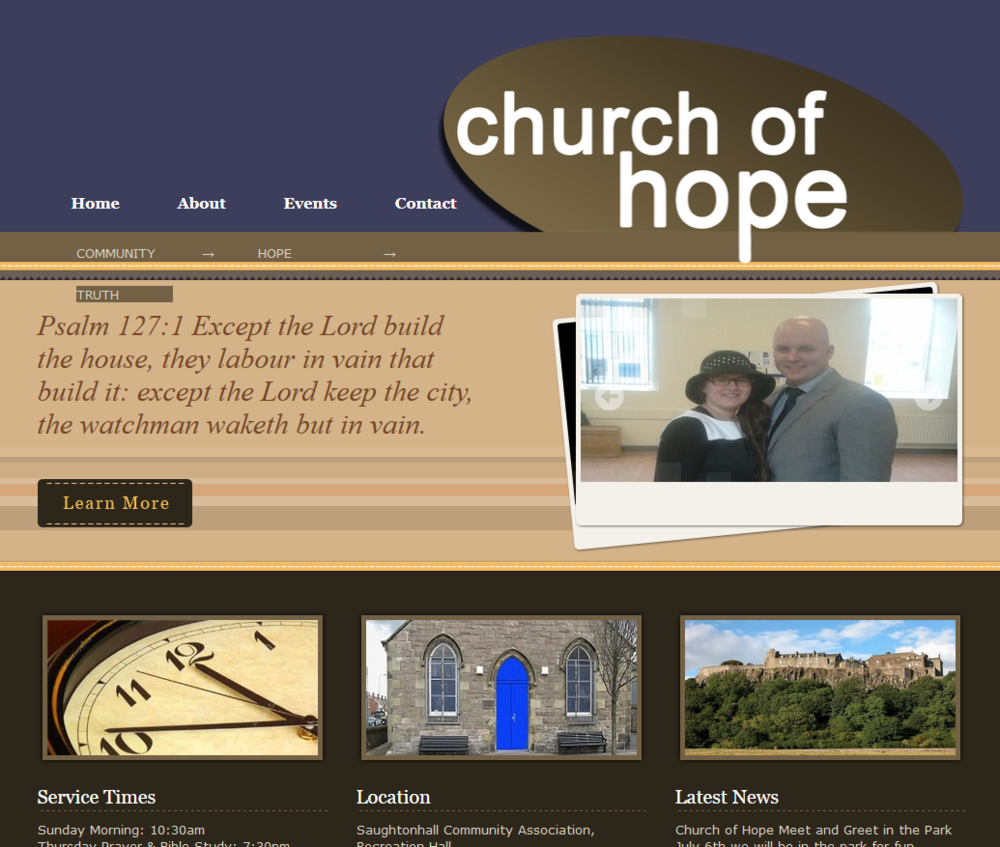 church of
hope
Home About Events Contact
COMMUNITY → HOPE →
TRUTH
Psalm 127:1 Except the Lord build
the house, they labour in vain that
build it: except the Lord keep the city,
the watchman waketh but in vain.
Learn More
12 1
11
10
Service Times
Location
Latest News
Sunday Morning: 10:30am
Thursday Prayer & Bible Study: 7:30pm
Saughtonhall Community Association,
Recreation Hall
Church of Hope Meet and Greet in the Park
July 6th we will be in the park for fun